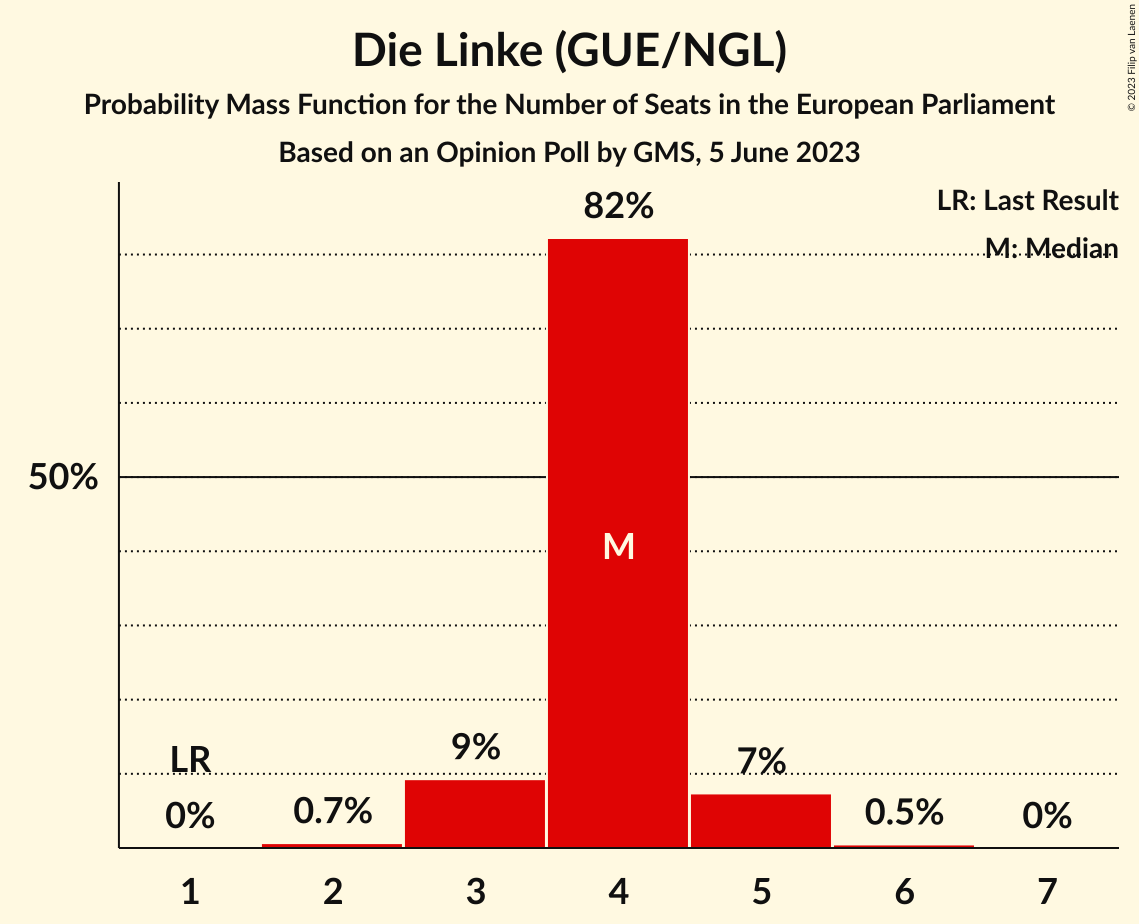 Die Linke (GUE/NGL)
Probability Mass Function for the Number of Seats in the European Parliament
Based on an Opinion Poll by GMS, 5 June 2023
© 2023 Filip van Laenen
LR: Last Result
M: Median
82%
50%
M
LR
9%
7%
0%
0.7%
0.5%
0%
1 2 3 4 5 6 7